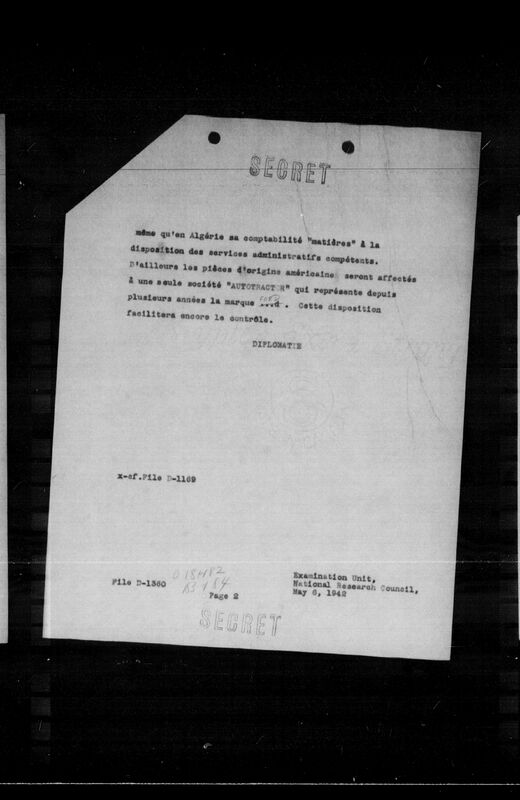 SECRET
même qu'en Algérie sa comptabilité "matières" à la
disposition des services administratifs compétents.
D'ailleurs les pièces d'origine américaine seront affectés
à une seule société "AUTOTRACTOR" qui représente depuis
plusieurs années la marque . Cette disposition
facilitera encore le contrôle.
DIPLOMATIE
x-cf.File D-1169
File D-1360
Page 2
Examination Unit,
National Research Council,
May 6, 1942
SECRET